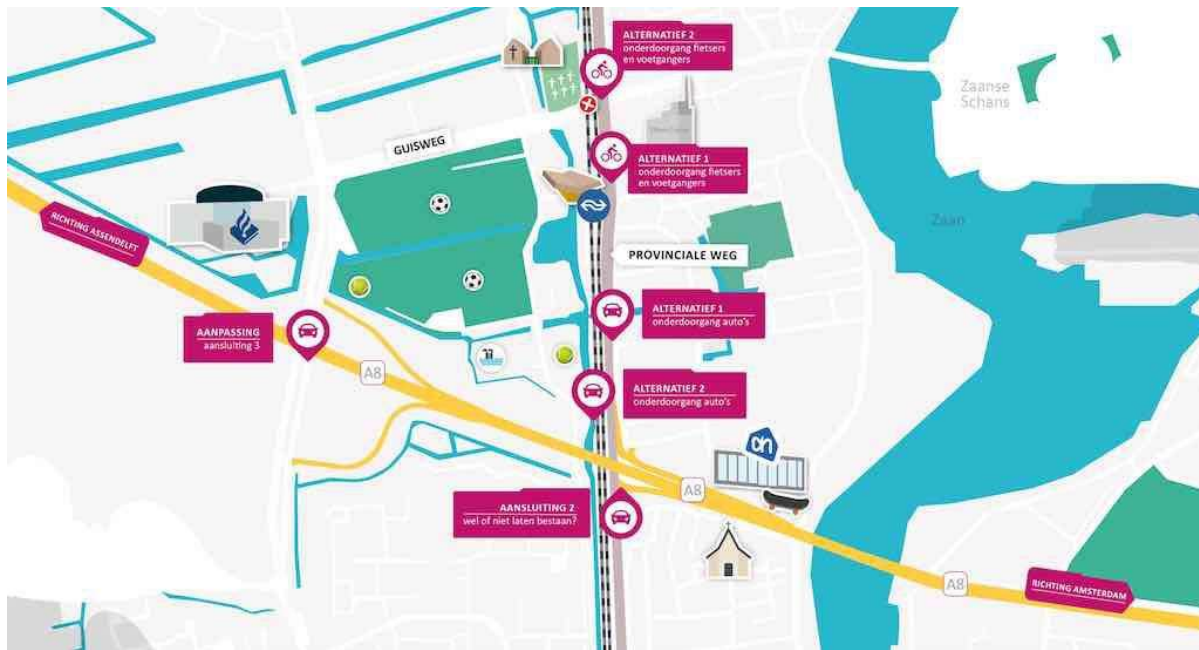 ALTERNATIEF 2
onderdoorgang fietsers
en voetgangers
Zaanse
Schans
GUISWEG
ALTERNATIEF 1
onderdoorgang fietsers
en voetgangers
RICHTING ASSENDELFT
Zaan
PROVINCIALE WEG
ALTERNATIEF 1
onderdoorgang auto's
AANPASSING
aansluiting 3
A8
ALTERNATIEF 2
onderdoorgang auto's
ah
A8
AANSLUITING 2
wel of niet laten bestaan?
A8
RICHTING AMSTERDAM